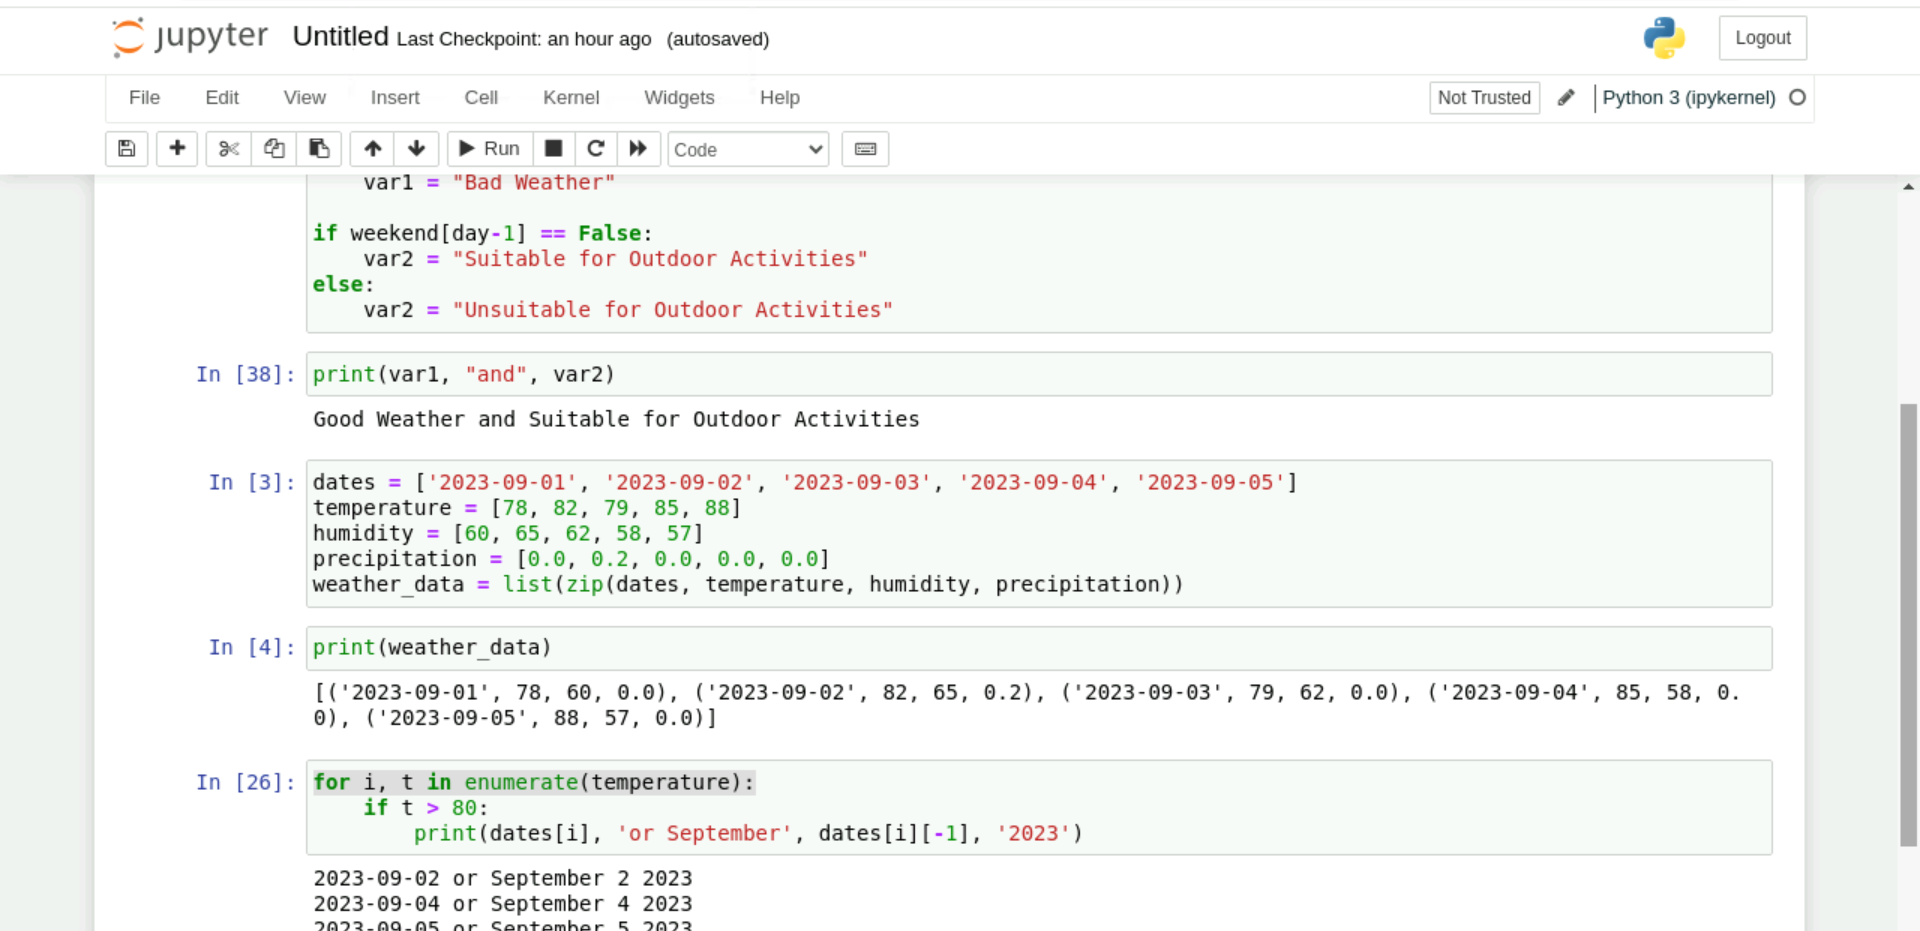 jupyter Untitled Last Checkpoint: an hour ago (autosaved) Logout
File Edit View Insert Cell Kernel Widgets Help Not Trusted Python 3 (ipykernel)
Run Code
    var1 = "Bad Weather"
if weekend[day-1] == False:
    var2 = "Suitable for Outdoor Activities"
else:
    var2 = "Unsuitable for Outdoor Activities"
In [38]: print(var1, "and", var2)
Good Weather and Suitable for Outdoor Activities
In [3]: dates = ['2023-09-01', '2023-09-02', '2023-09-03', '2023-09-04', '2023-09-05']
temperature = [78, 82, 79, 85, 88]
humidity = [60, 65, 62, 58, 57]
precipitation = [0.0, 0.2, 0.0, 0.0, 0.0]
weather_data = list(zip(dates, temperature, humidity, precipitation))
In [4]: print(weather_data)
[('2023-09-01', 78, 60, 0.0), ('2023-09-02', 82, 65, 0.2), ('2023-09-03', 79, 62, 0.0), ('2023-09-04', 85, 58, 0.
0), ('2023-09-05', 88, 57, 0.0)]
In [26]: for i, t in enumerate(temperature):
    if t > 80:
        print(dates[i], 'or September', dates[i][-1], '2023')
2023-09-02 or September 2 2023
2023-09-04 or September 4 2023
2023-09-05 or September 5 2023